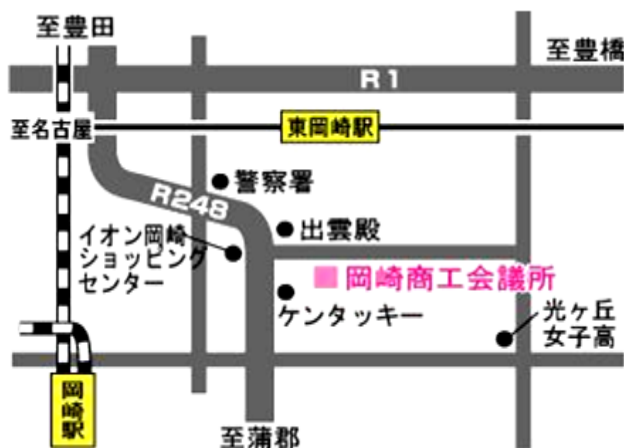 至豊田
至豊橋
R1
至名古屋
東岡崎駅
警察署
R248
出雲殿
イオン岡崎
ショッピング
センター
岡崎商工会議所
ケンタッキー
光ヶ丘
女子高
岡崎駅
至蒲郡